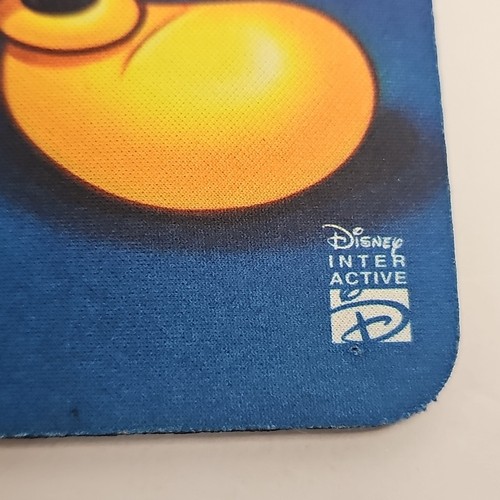 Disney
INTER
ACTIVE
D